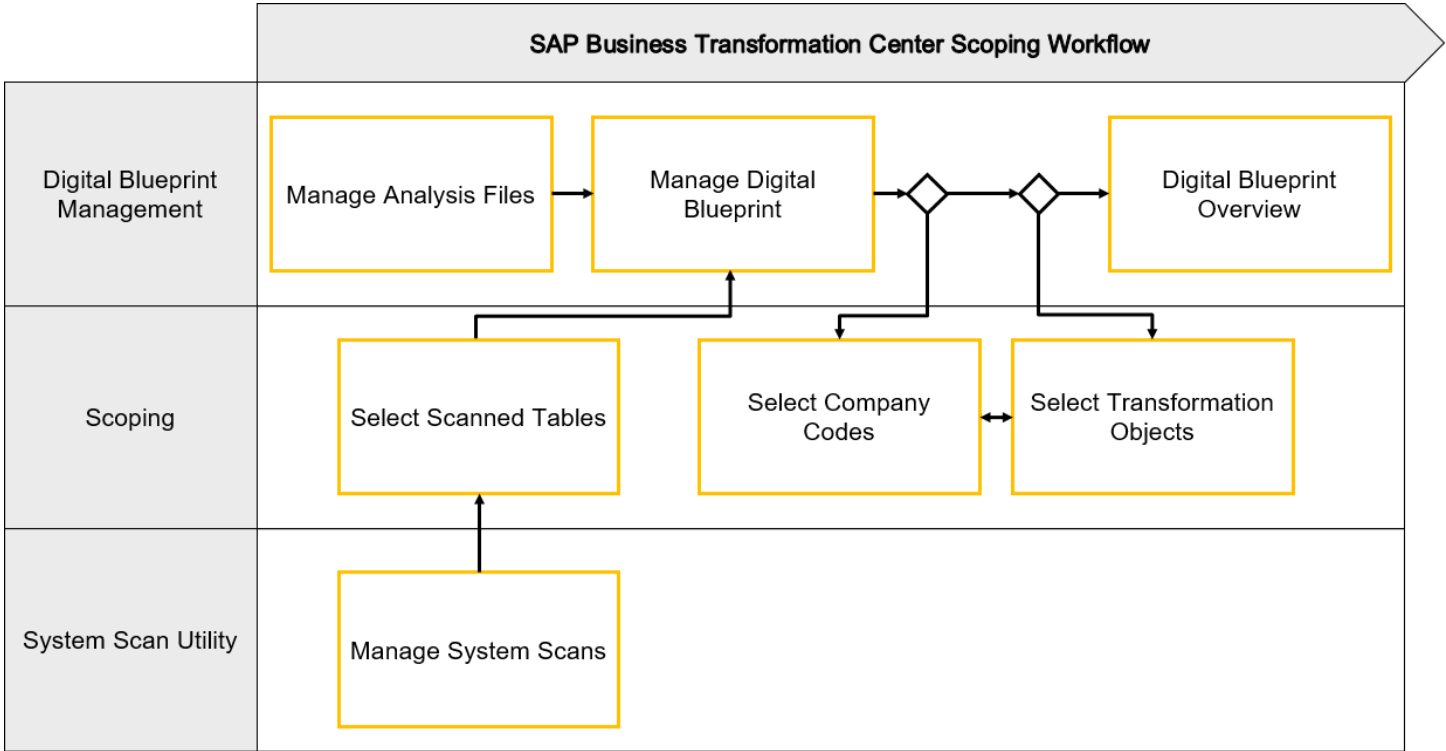 SAP Business Transformation Center Scoping Workflow
Digital Blueprint
Management
Manage Analysis Files
Manage Digital
Blueprint
Digital Blueprint
Overview
Scoping
Select Scanned Tables
Select Company
Codes
Select Transformation
Objects
System Scan Utility
Manage System Scans